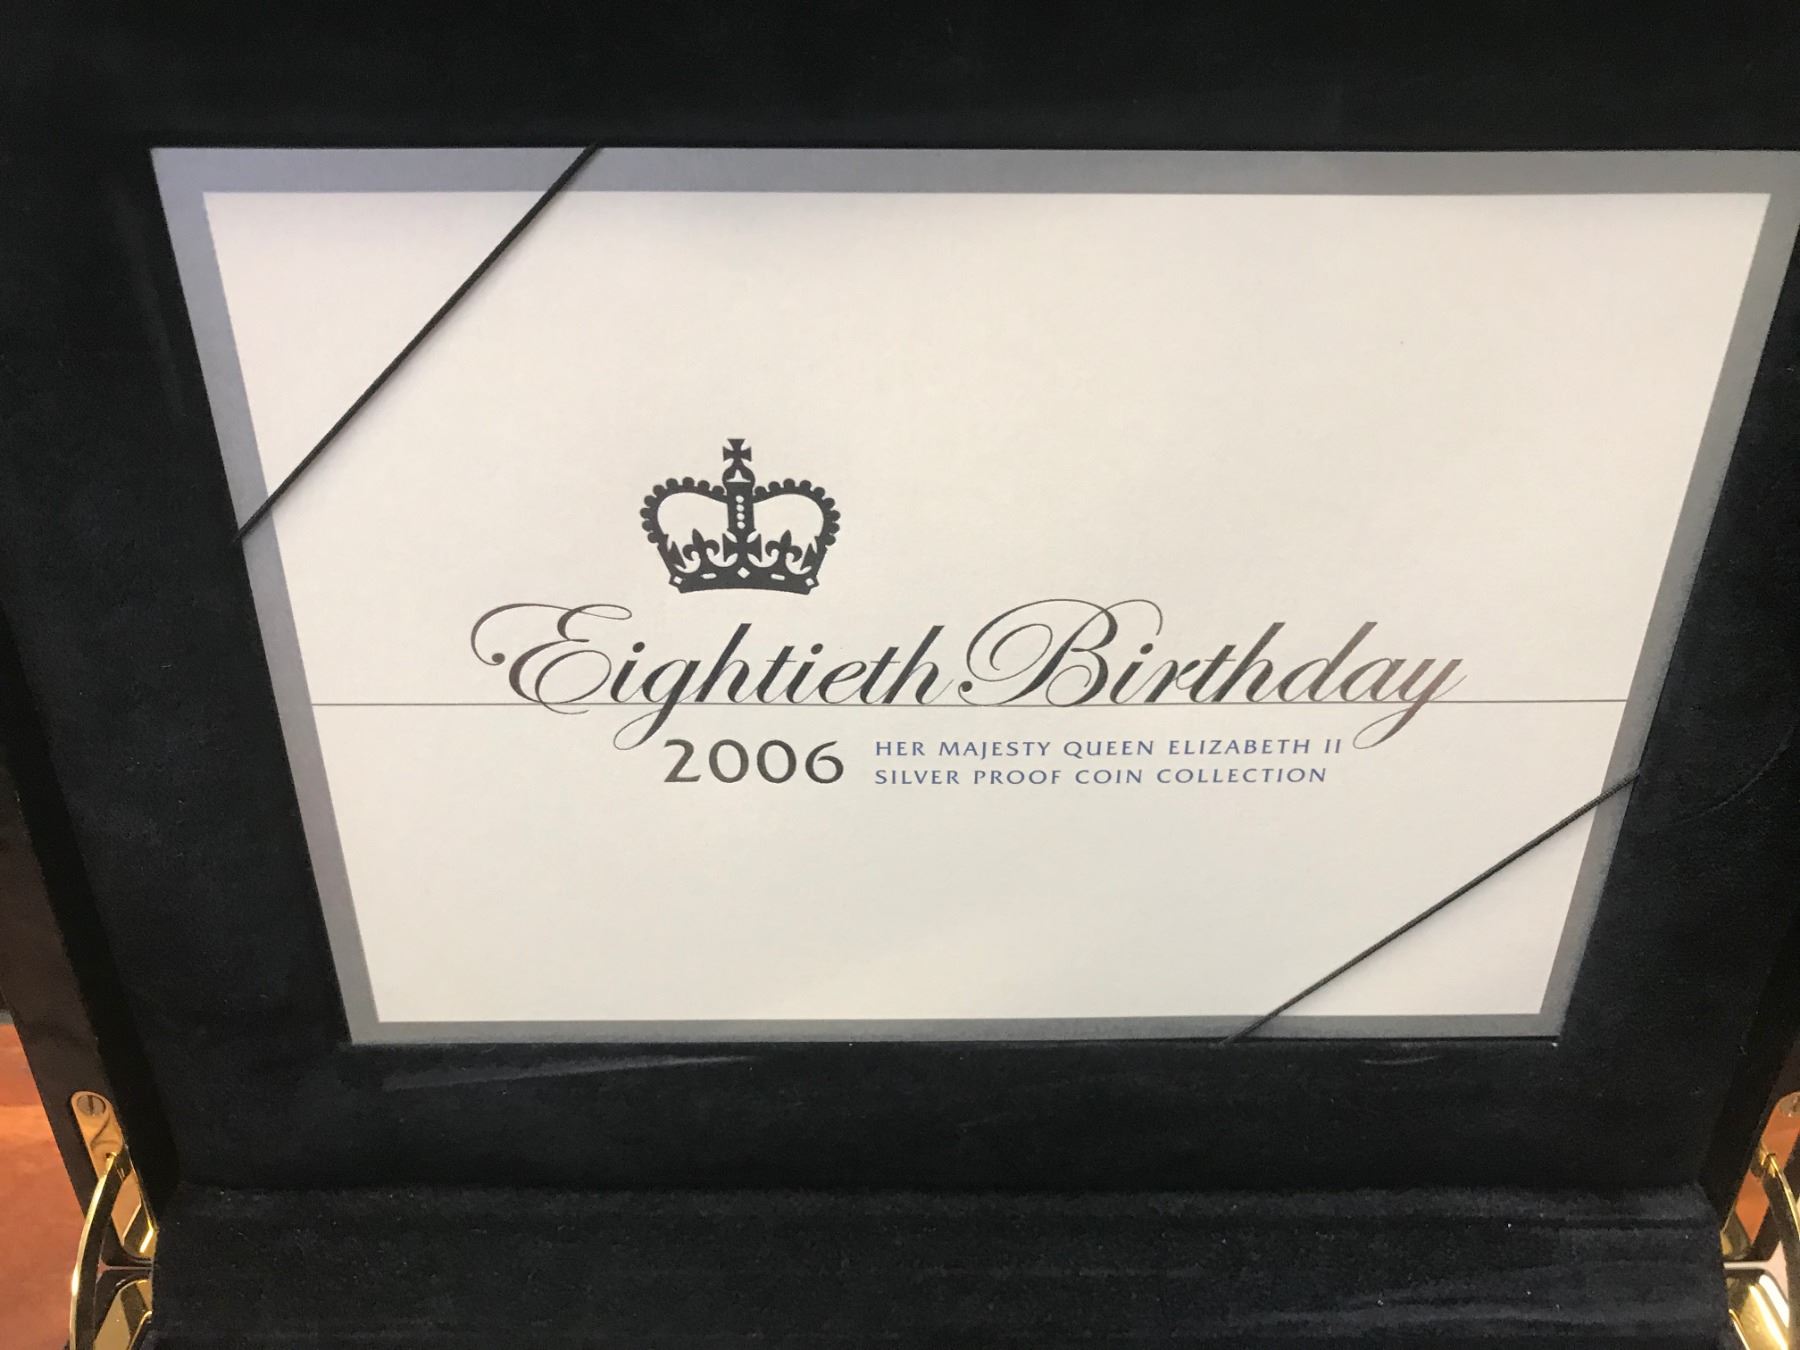 Eightieth Birthday
2006 HER MAJESTY QUEEN ELIZABETH II
SILVER PROOF COIN COLLECTION